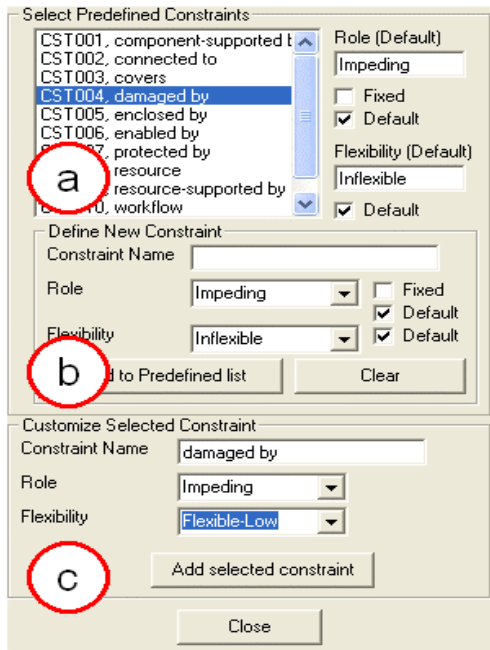 Select Predefined Constraints
CST001, component-supported b
CST002, connected to
CST003, covers
CST004, damaged by
CST005, enclosed by
CST006, enabled by
protected by
resource
resource-supported by
workflow
a
Role (Default)
Impeding
Fixed
Default
Flexibility (Default)
Inflexible
Default
Define New Constraint
Constraint Name
Role
Impeding
Fixed
Default
Flexibility
Inflexible
Default
b
to Predefined list
Clear
Customize Selected Constraint
Constraint Name
damaged by
Role
Impeding
Flexibility
Flexible-Low
c
Add selected constraint
Close